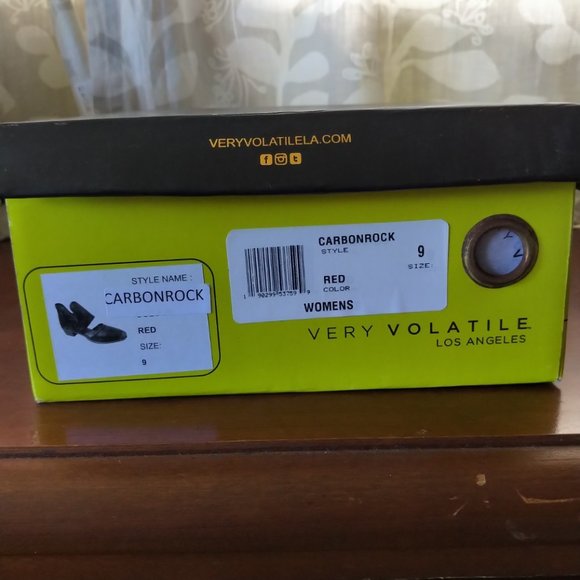 VERYVOLATILELA.COM
STYLE NAME :
CARBONROCK
RED
SIZE:
9
CARBONROCK 9
STYLE SIZE:
RED
COLOR
WOMENS
VERY VOLATILE
LOS ANGELES